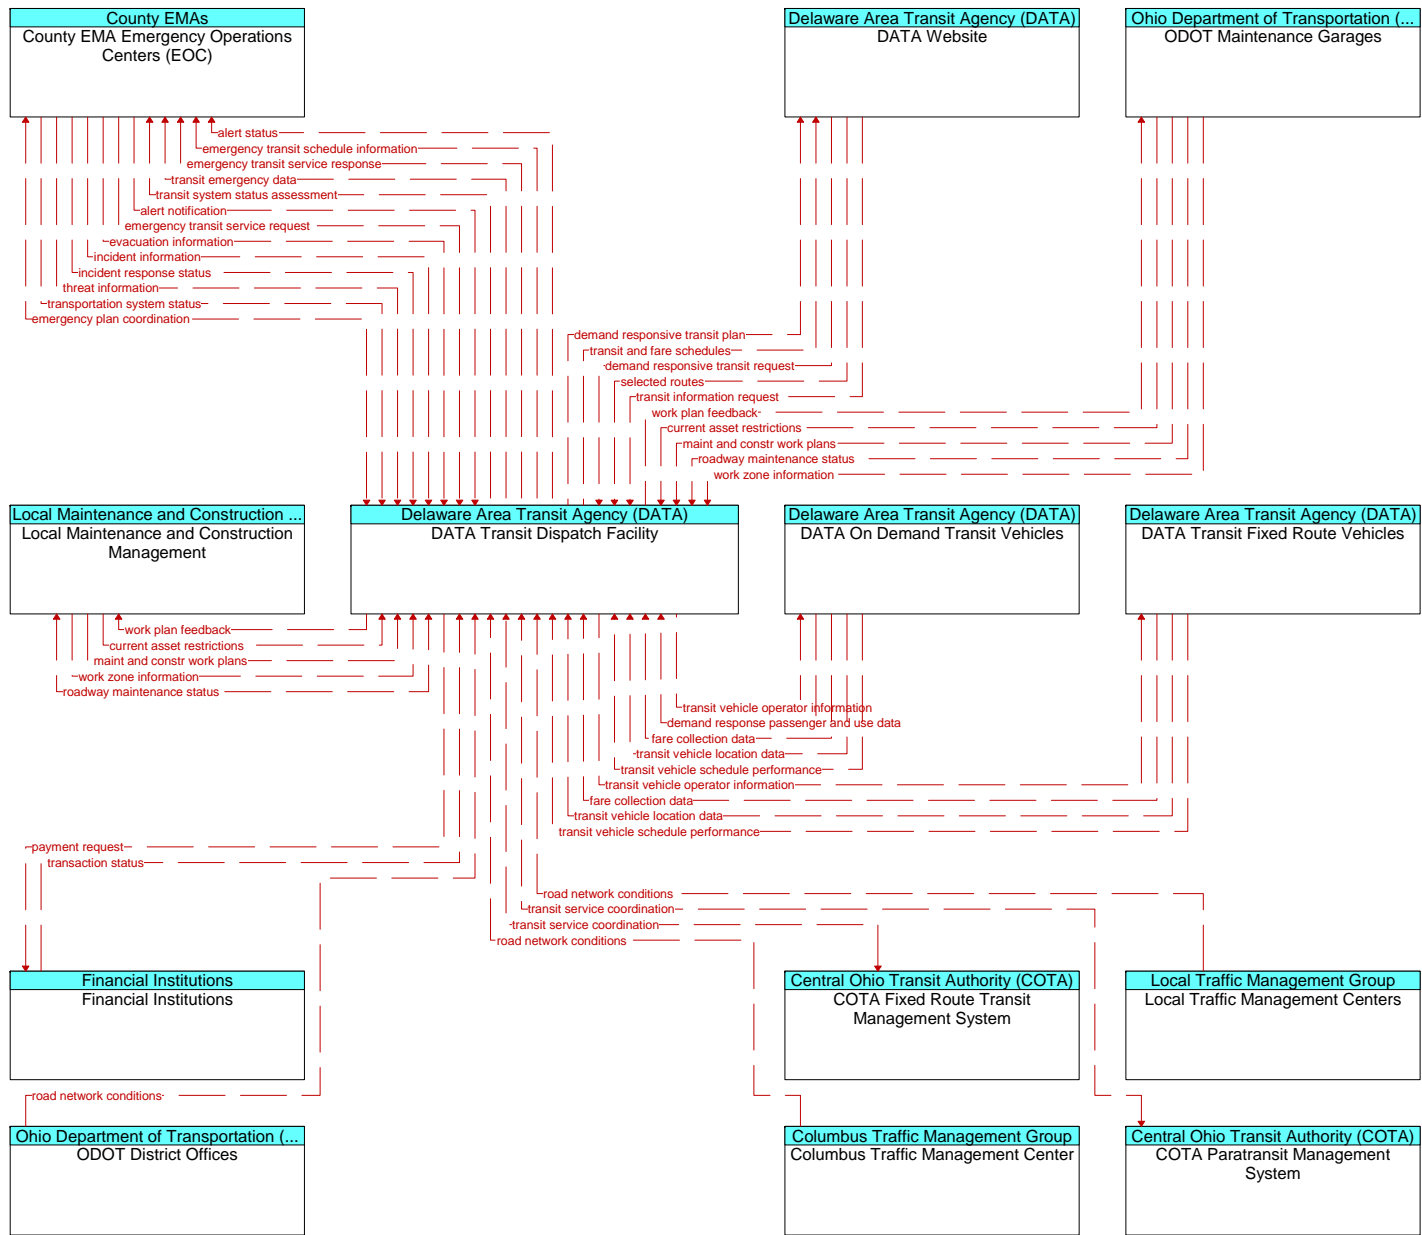 County EMAs
County EMA Emergency Operations
Centers (EOC)
Delaware Area Transit Agency (DATA)
DATA Website
Ohio Department of Transportation (...
ODOT Maintenance Garages
alert status
emergency transit schedule information
emergency transit service response
transit emergency data
transit system status assessment
alert notification
emergency transit service request
evacuation information
incident information
incident response status
threat information
transportation system status
emergency plan coordination
demand responsive transit plan
transit and fare schedules
demand responsive transit request
selected routes
transit information request
work plan feedback
current asset restrictions
maint and constr work plans
roadway maintenance status
work zone information
Local Maintenance and Construction ...
Local Maintenance and Construction
Management
Delaware Area Transit Agency (DATA)
DATA Transit Dispatch Facility
Delaware Area Transit Agency (DATA)
DATA On Demand Transit Vehicles
Delaware Area Transit Agency (DATA)
DATA Transit Fixed Route Vehicles
work plan feedback
current asset restrictions
maint and constr work plans
work zone information
roadway maintenance status
transit vehicle operator information
demand response passenger and use data
fare collection data
transit vehicle location data
transit vehicle schedule performance
transit vehicle operator information
fare collection data
transit vehicle location data
transit vehicle schedule performance
payment request
transaction status
road network conditions
transit service coordination
transit service coordination
road network conditions
Financial Institutions
Financial Institutions
Central Ohio Transit Authority (COTA)
COTA Fixed Route Transit
Management System
Local Traffic Management Group
Local Traffic Management Centers
road network conditions
Ohio Department of Transportation (...
ODOT District Offices
Columbus Traffic Management Group
Columbus Traffic Management Center
Central Ohio Transit Authority (COTA)
COTA Paratransit Management
System